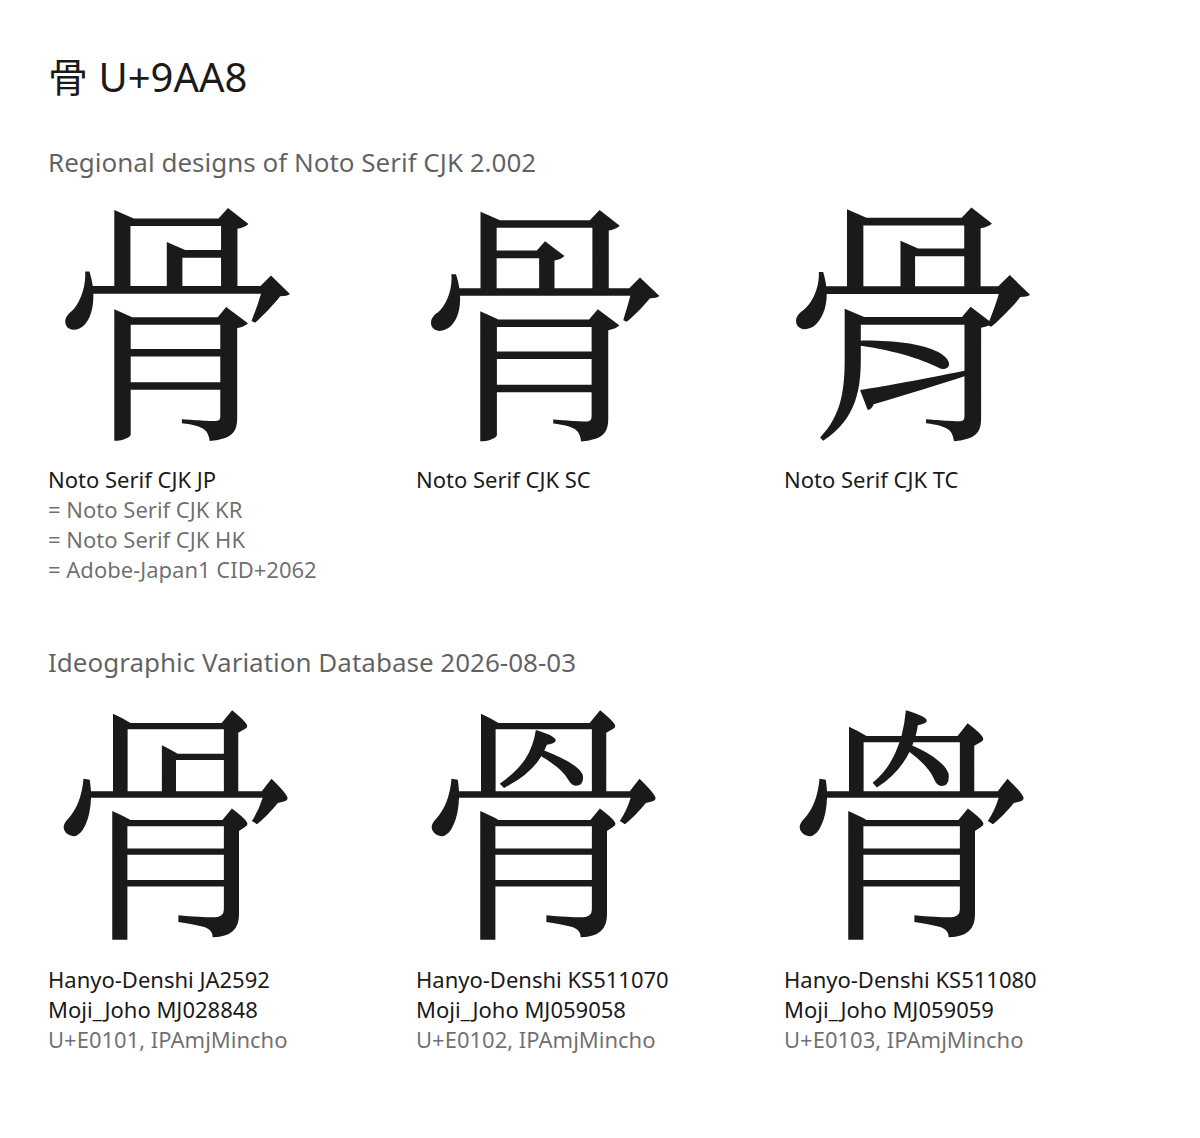 骨 U+9AA8
Regional designs of Noto Serif CJK 2.002
骨 骨 骨
Noto Serif CJK JP
= Noto Serif CJK KR
= Noto Serif CJK HK
= Adobe-Japan1 CID+2062
Noto Serif CJK SC
Noto Serif CJK TC
Ideographic Variation Database 2026-08-03
骨 骨 骨
Hanyo-Denshi JA2592
Moji_Joho MJ028848
U+E0101, IPAmjMincho
Hanyo-Denshi KS511070
Moji_Joho MJ059058
U+E0102, IPAmjMincho
Hanyo-Denshi KS511080
Moji_Joho MJ059059
U+E0103, IPAmjMincho